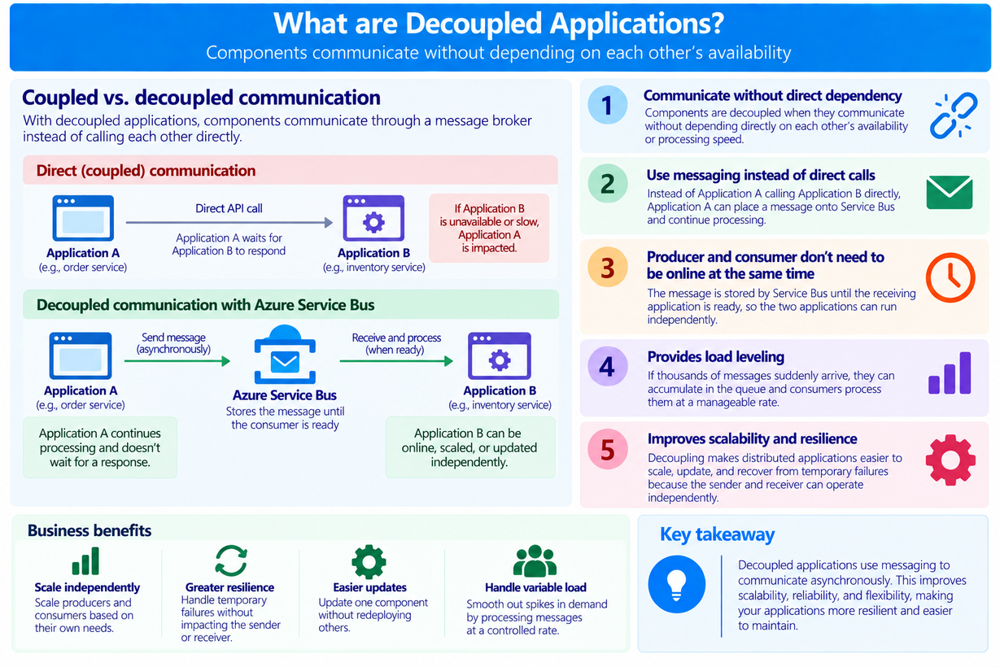 What are Decoupled Applications?
Components communicate without depending on each other's availability
Coupled vs. decoupled communication
With decoupled applications, components communicate through a message broker
instead of calling each other directly.
Direct (coupled) communication
Direct API call
Application A waits for
Application B to respond
Application A
(e.g., order service)
Application B
(e.g., inventory service)
If Application B
is unavailable or slow,
Application A
is impacted.
Decoupled communication with Azure Service Bus
Send message
(asynchronously)
Receive and process
(when ready)
Application A
(e.g., order service)
Azure Service Bus
Stores the message until
the consumer is ready
Application B
(e.g., inventory service)
Application A continues
processing and doesn't
wait for a response.
Application B can be
online, scaled, or updated
independently.
1
Communicate without direct dependency
Components are decoupled when they communicate
without depending directly on each other's availability
or processing speed.
2
Use messaging instead of direct calls
Instead of Application A calling Application B directly,
Application A can place a message onto Service Bus
and continue processing.
3
Producer and consumer don't need to
be online at the same time
The message is stored by Service Bus until the receiving
application is ready, so the two applications can run
independently.
4
Provides load leveling
If thousands of messages suddenly arrive, they can
accumulate in the queue and consumers process
them at a manageable rate.
5
Improves scalability and resilience
Decoupling makes distributed applications easier to
scale, update, and recover from temporary failures
because the sender and receiver can operate
independently.
Business benefits
Scale independently
Scale producers and
consumers based on
their own needs.
Greater resilience
Handle temporary
failures without
impacting the sender
or receiver.
Easier updates
Update one component
without redeploying
others.
Handle variable load
Smooth out spikes in demand
by processing messages
at a controlled rate.
Key takeaway
Decoupled applications use messaging to
communicate asynchronously. This improves
scalability, reliability, and flexibility, making
your applications more resilient and easier
to maintain.